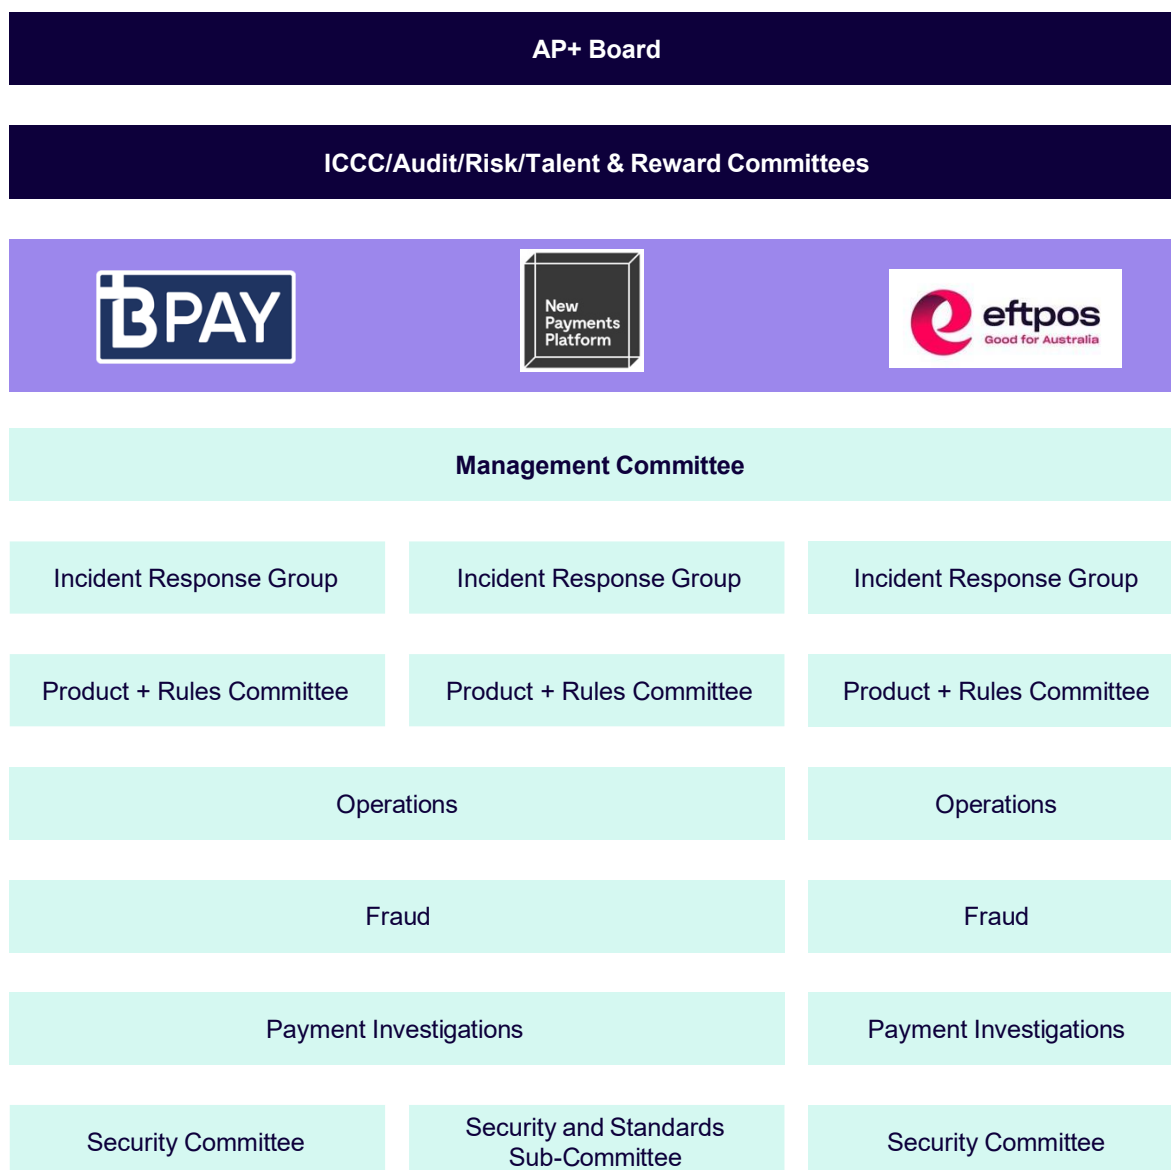 AP+ Board
ICCC/Audit/Risk/Talent & Reward Committees
BPAY
New
Payments
Platform
eftpos
Good for Australia
Management Committee
Incident Response Group
Incident Response Group
Incident Response Group
Product + Rules Committee
Product + Rules Committee
Product + Rules Committee
Operations
Operations
Fraud
Fraud
Payment Investigations
Payment Investigations
Security Committee
Security and Standards
Sub-Committee
Security Committee